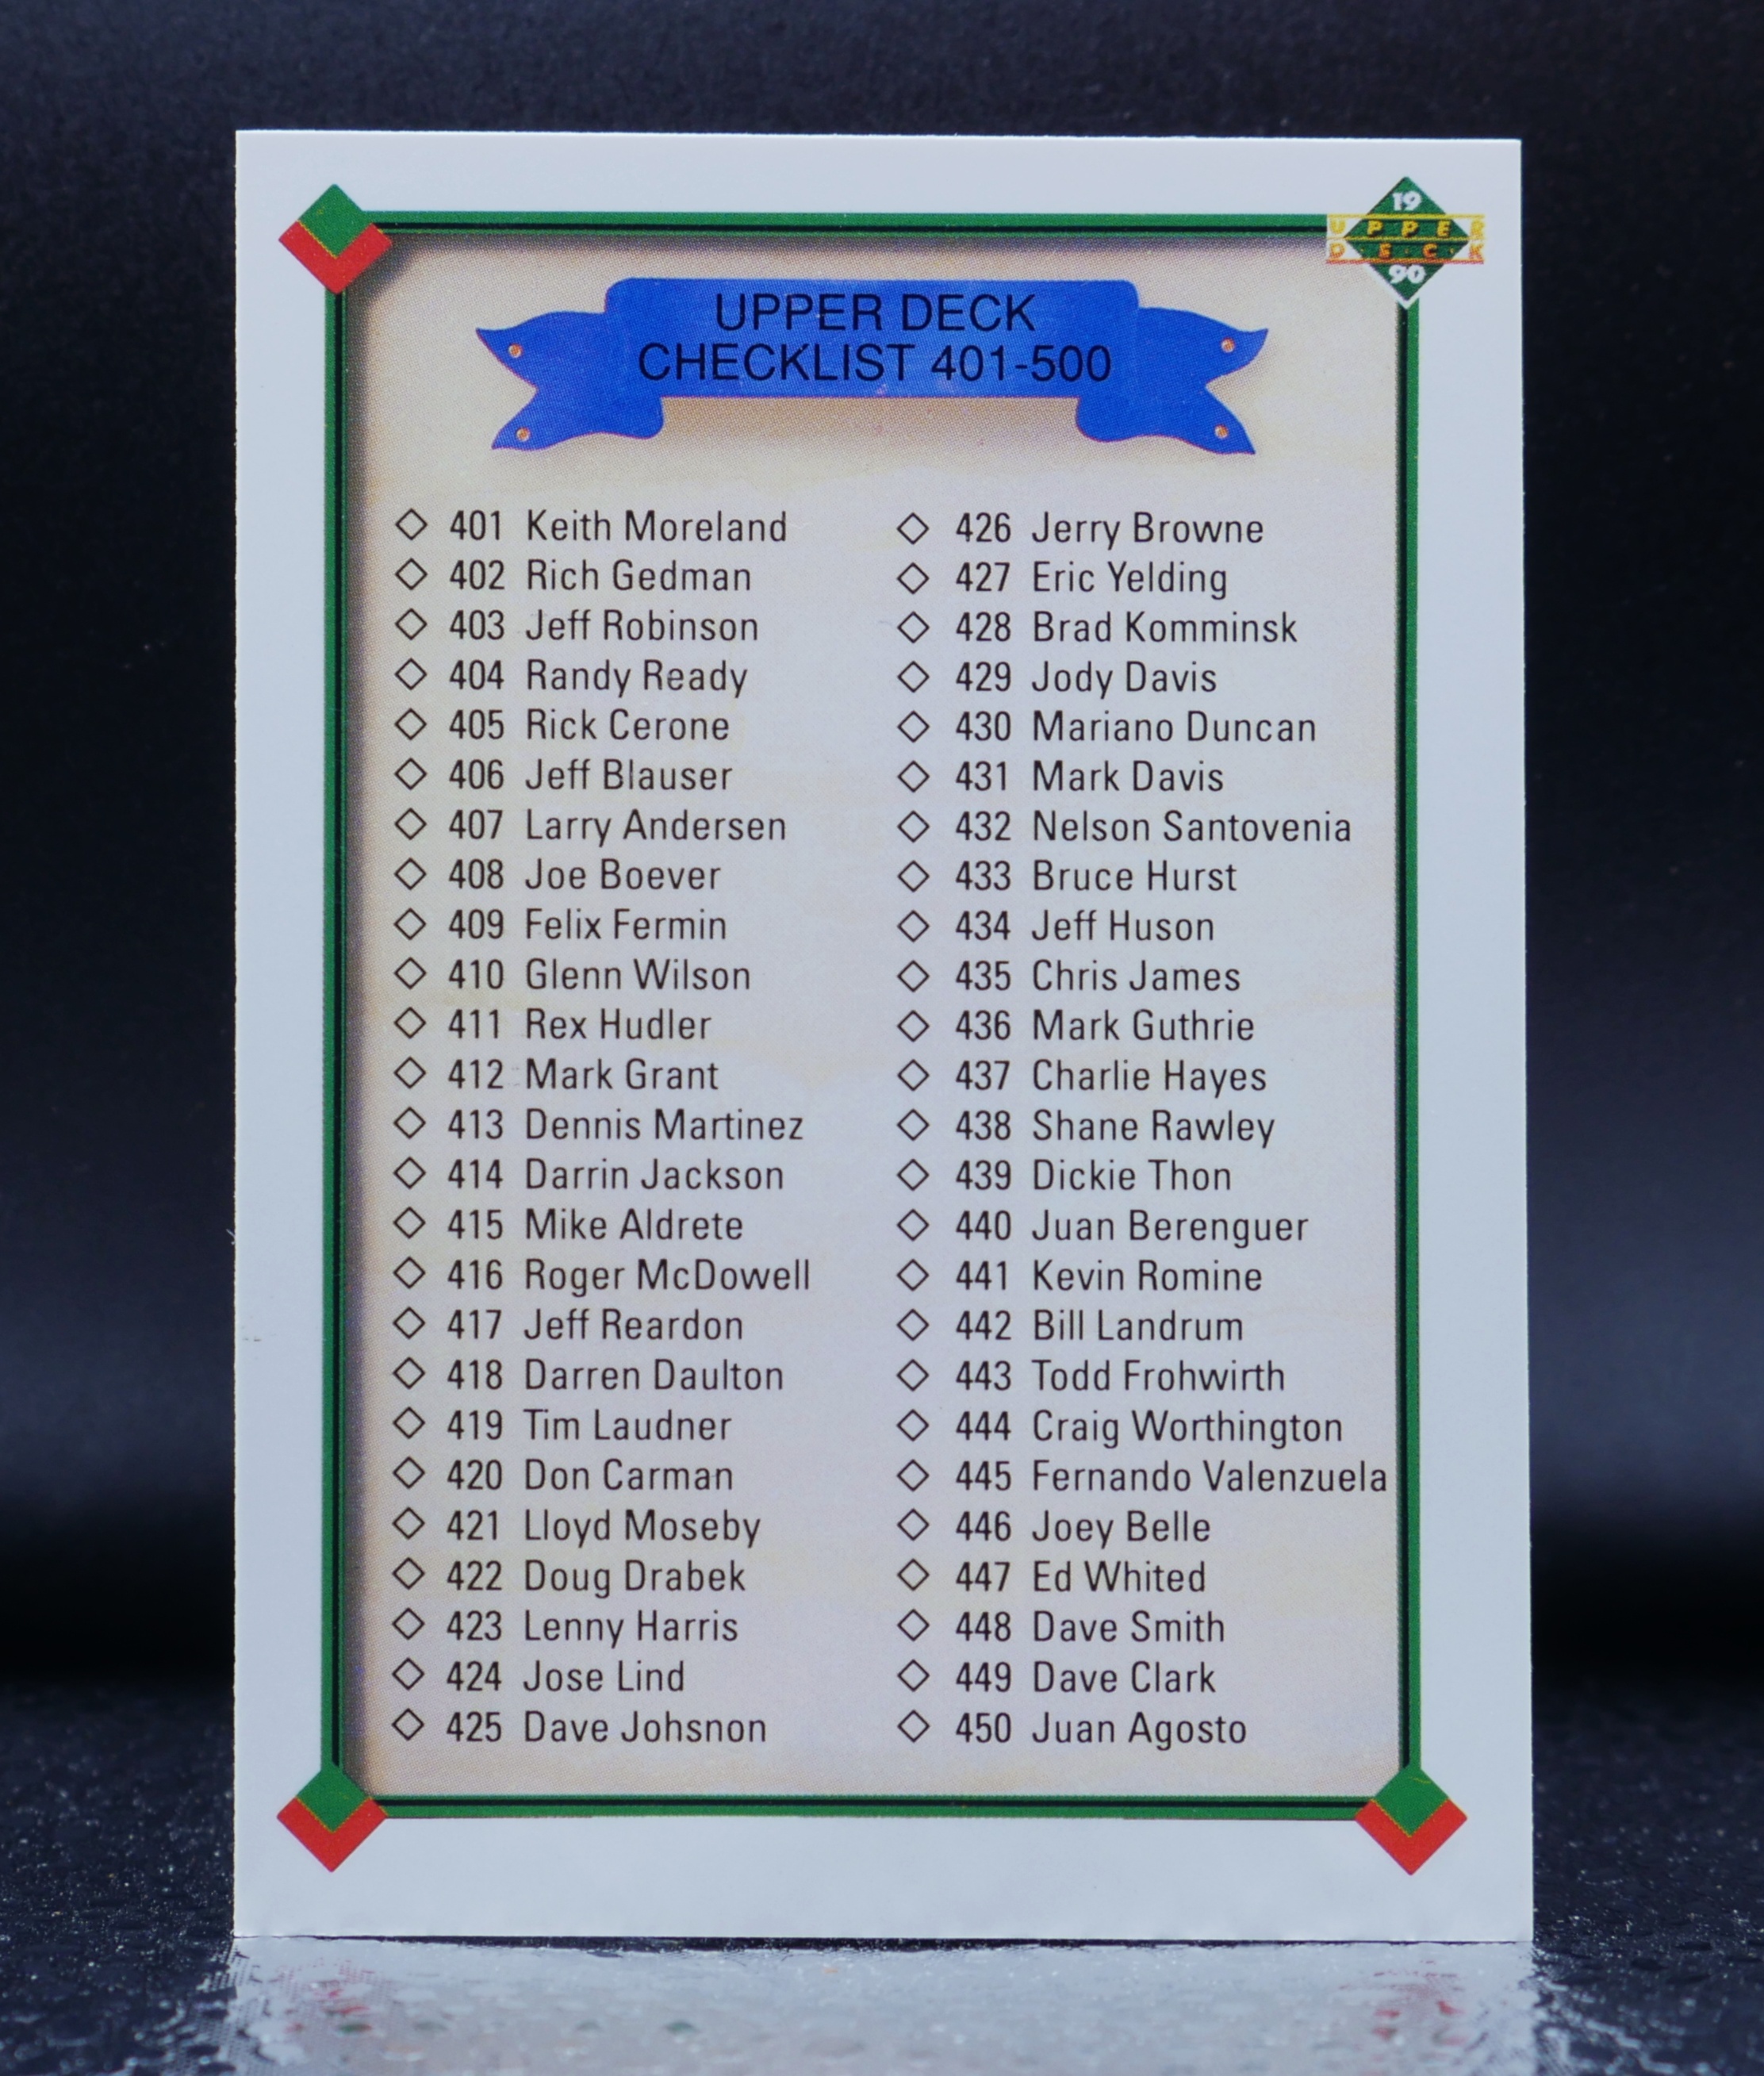 19
UPPER
DECK
90
UPPER DECK
CHECKLIST 401-500
401 Keith Moreland
402 Rich Gedman
403 Jeff Robinson
404 Randy Ready
405 Rick Cerone
406 Jeff Blauser
407 Larry Andersen
408 Joe Boever
409 Felix Fermin
410 Glenn Wilson
411 Rex Hudler
412 Mark Grant
413 Dennis Martinez
414 Darrin Jackson
415 Mike Aldrete
416 Roger McDowell
417 Jeff Reardon
418 Darren Daulton
419 Tim Laudner
420 Don Carman
421 Lloyd Moseby
422 Doug Drabek
423 Lenny Harris
424 Jose Lind
425 Dave Johsnon
426 Jerry Browne
427 Eric Yelding
428 Brad Komminsk
429 Jody Davis
430 Mariano Duncan
431 Mark Davis
432 Nelson Santovenia
433 Bruce Hurst
434 Jeff Huson
435 Chris James
436 Mark Guthrie
437 Charlie Hayes
438 Shane Rawley
439 Dickie Thon
440 Juan Berenguer
441 Kevin Romine
442 Bill Landrum
443 Todd Frohwirth
444 Craig Worthington
445 Fernando Valenzuela
446 Joey Belle
447 Ed Whited
448 Dave Smith
449 Dave Clark
450 Juan Agosto